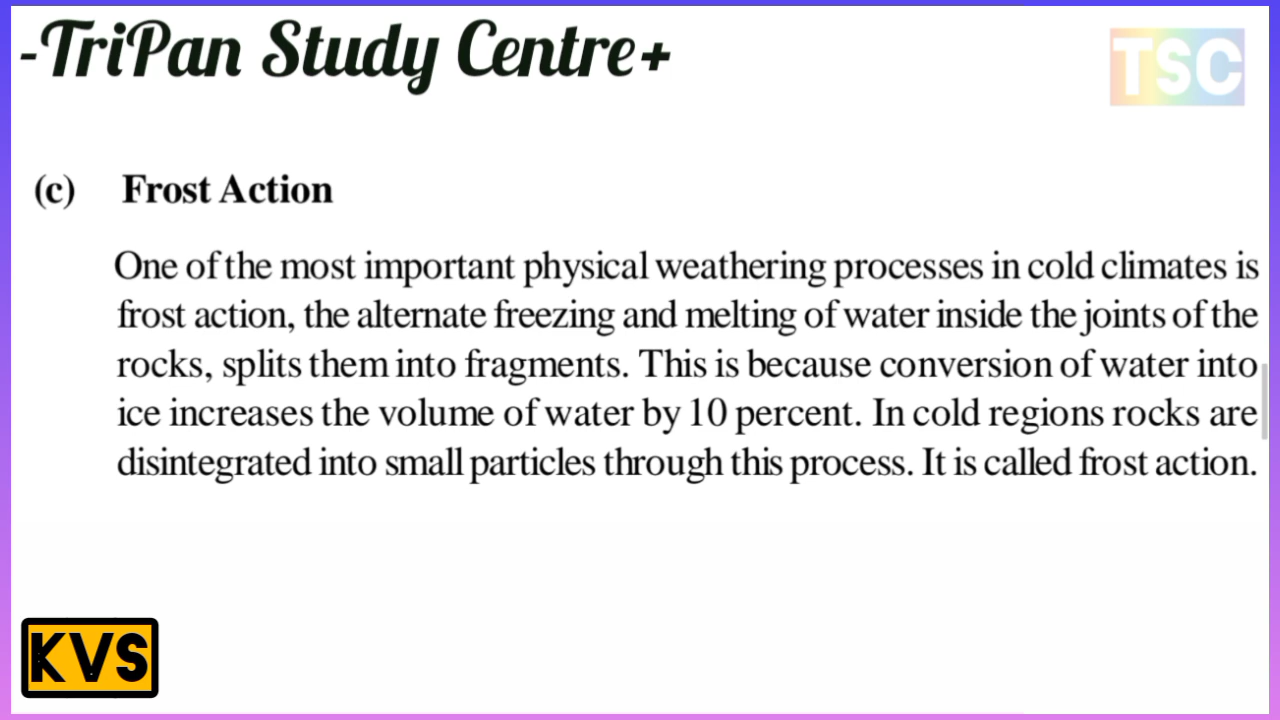 -TriPan Study Centre+
TSC
(c) Frost Action
One of the most important physical weathering processes in cold climates is
frost action, the alternate freezing and melting of water inside the joints of the
rocks, splits them into fragments. This is because conversion of water into
ice increases the volume of water by 10 percent. In cold regions rocks are
disintegrated into small particles through this process. It is called frost action.
KVS